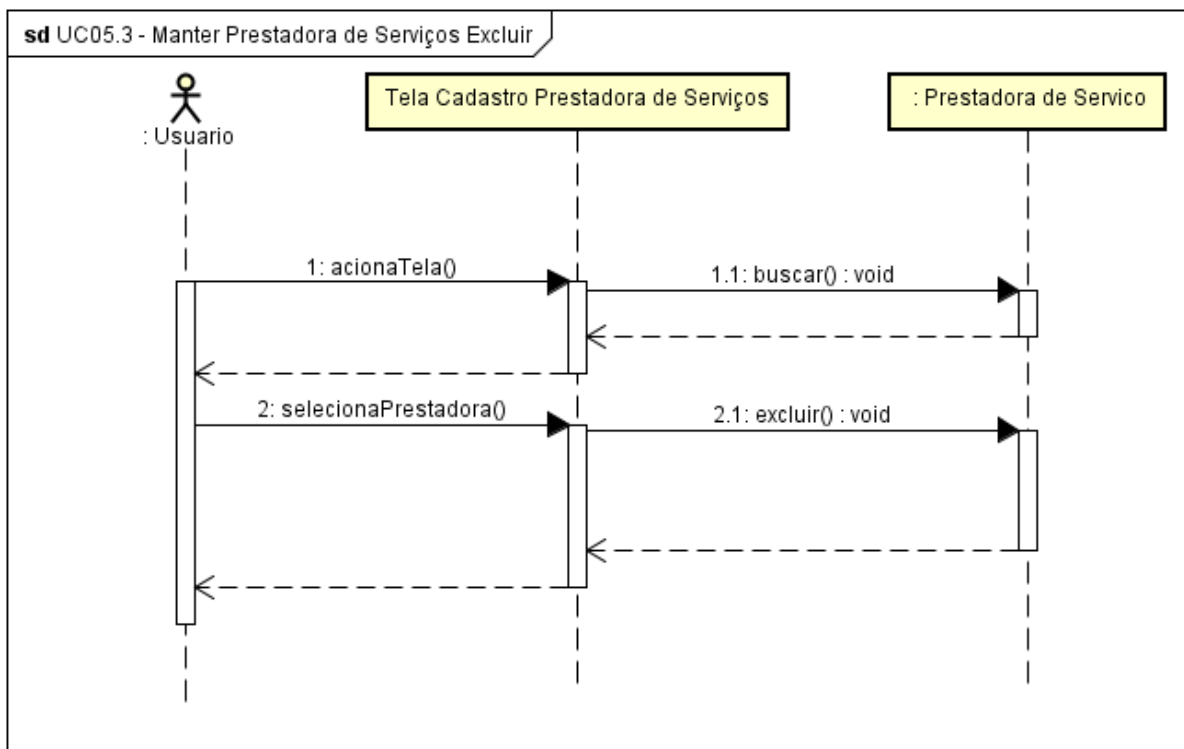 sd UC05.3 - Manter Prestadora de Serviços Excluir
: Usuario
Tela Cadastro Prestadora de Serviços
: Prestadora de Servico
1: acionaTela()
1.1: buscar() : void
2: selecionaPrestadora()
2.1: excluir() : void